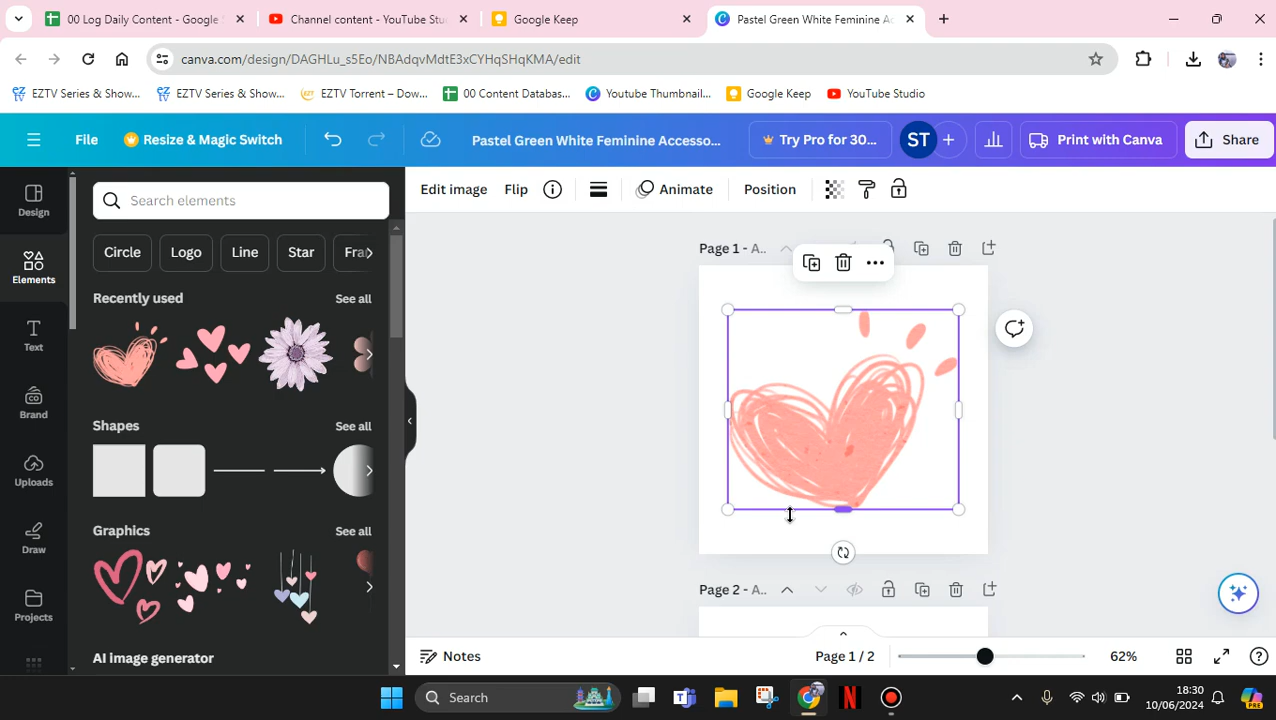 00 Log Daily Content - Google
Channel content - YouTube Stu
Google Keep
Pastel Green White Feminine Ac
canva.com/design/DAGHLu_s5Eo/NBAdqvMdtE3xCYHqSHqKMA/edit
EZTV Series & Show...
EZTV Series & Show...
EZTV Torrent – Dow...
00 Content Databas...
Youtube Thumbnail...
Google Keep
YouTube Studio
File
Resize & Magic Switch
Pastel Green White Feminine Accesso...
Try Pro for 30...
ST
Print with Canva
Share
Design
Elements
Text
Brand
Uploads
Draw
Projects
Search elements
Circle
Logo
Line
Star
Fra
Recently used
See all
Shapes
See all
Graphics
See all
AI image generator
Edit image
Flip
Animate
Position
Page 1 - A..
Page 2 - A..
Notes
Page 1 / 2
62%
Search
18:30
10/06/2024
PRE